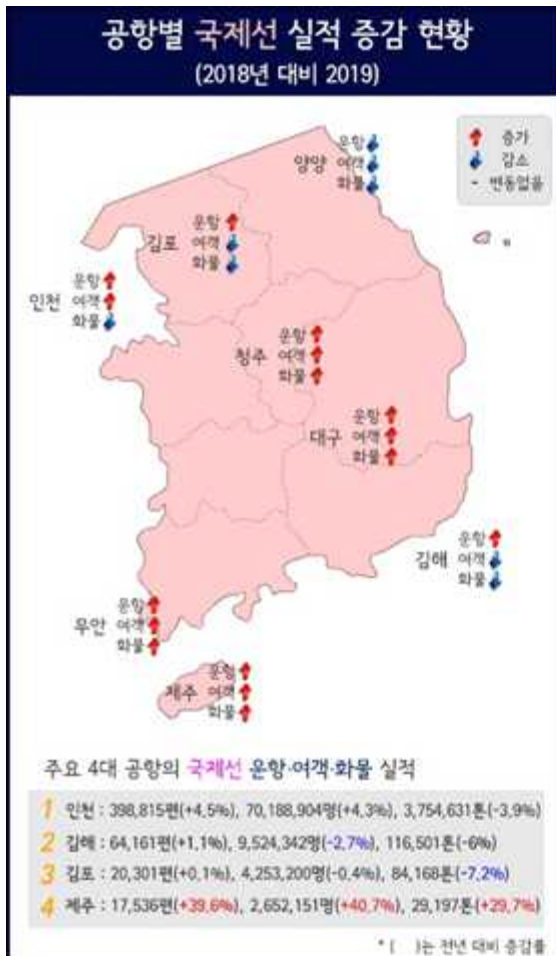 공항별 국제선 실적 증감 현황
(2018년 대비 2019)
증가
감소
- 변동없음
운항
양양 여객
화물
운항
김포 여객
화물
운항
인천 여객
화물
운항
청주 여객
화물
운항
대구 여객
화물
운항
김해 여객
화물
운항
무안 여객
화물
운항
제주 여객
화물
주요 4대 공항의 국제선 운항·여객·화물 실적
1 인천 : 398,815편(+4.5%), 70,188,904명(+4.3%), 3,754,631톤(-3.9%)
2 김해 : 64,161편(+1.1%), 9,524,342명(-2.7%), 116,501톤(-6%)
3 김포 : 20,301편(+0.1%), 4,253,200명(-0.4%), 84,168톤(-7.2%)
4 제주 : 17,536편(+39.6%), 2,652,151명(+40.7%), 29,197톤(+29.7%)
* ( )는 전년 대비 증감률